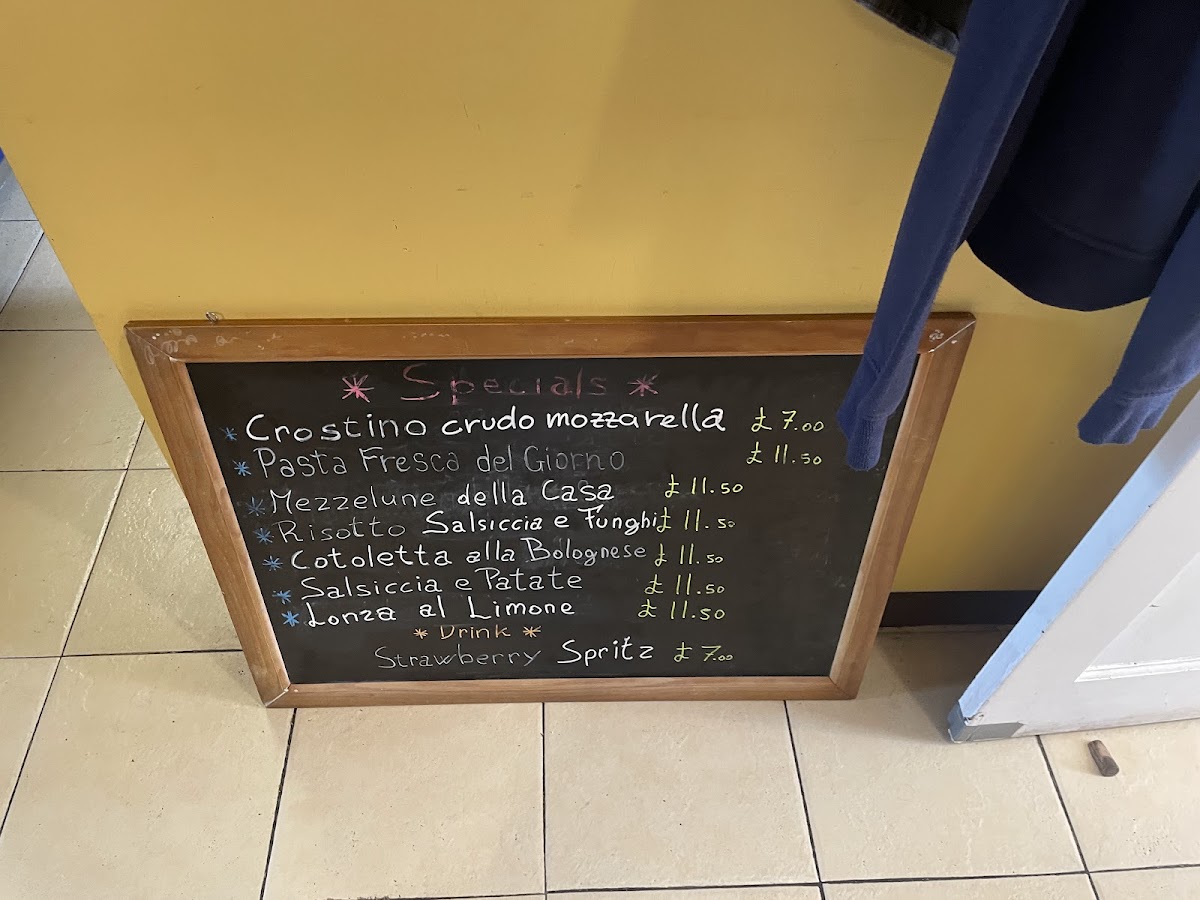 * Specials *
* Crostino crudo mozzarella £ 7.00
* Pasta Fresca del Giorno £ 11.50
* Mezzelune della Casa £ 11.50
* Risotto Salsiccia e Funghi £ 11.50
* Cotoletta alla Bolognese £ 11.50
* Salsiccia e Patate £ 11.50
* Lonza al Limone £ 11.50
* Drink *
Strawberry Spritz £ 7.00